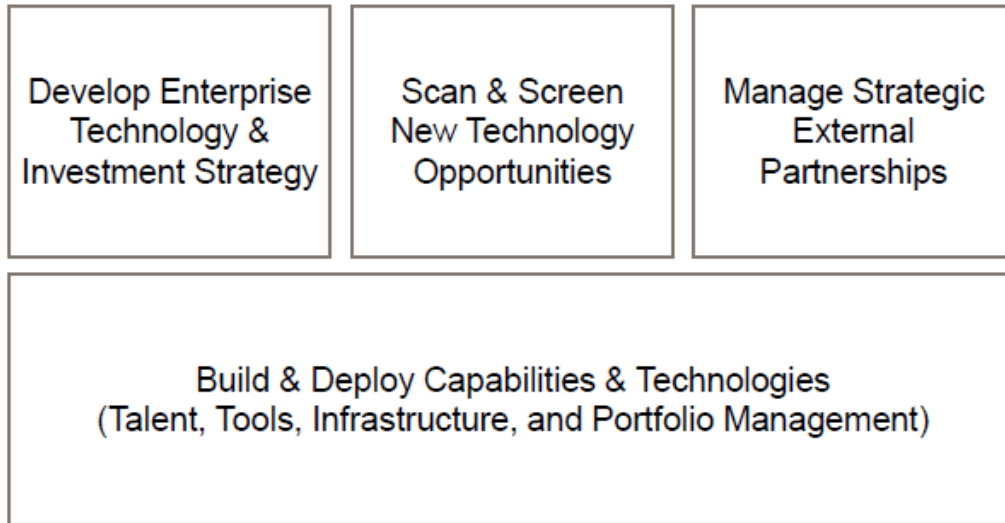 Develop Enterprise
Technology &
Investment Strategy
Scan & Screen
New Technology
Opportunities
Manage Strategic
External
Partnerships
Build & Deploy Capabilities & Technologies
(Talent, Tools, Infrastructure, and Portfolio Management)